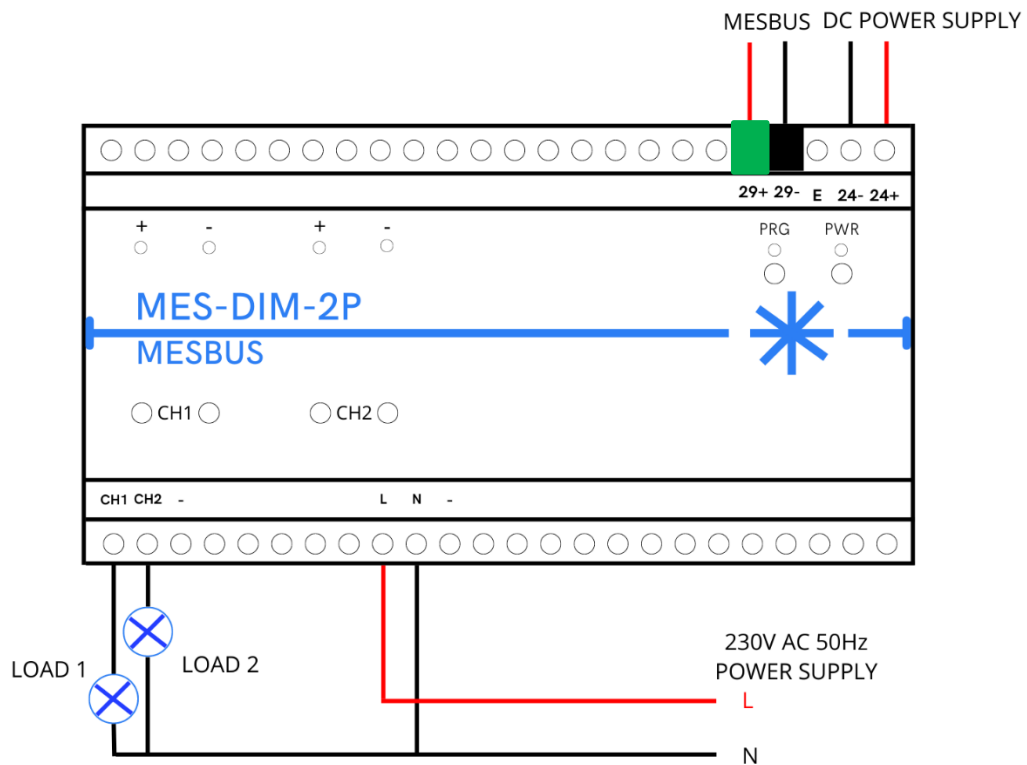 MESBUS DC POWER SUPPLY
29+ 29- E 24- 24+
+ - + -
PRG PWR
MES-DIM-2P
MESBUS
CH1 CH2
CH1 CH2 - L N -
LOAD 1
LOAD 2
230V AC 50Hz
POWER SUPPLY
L
N